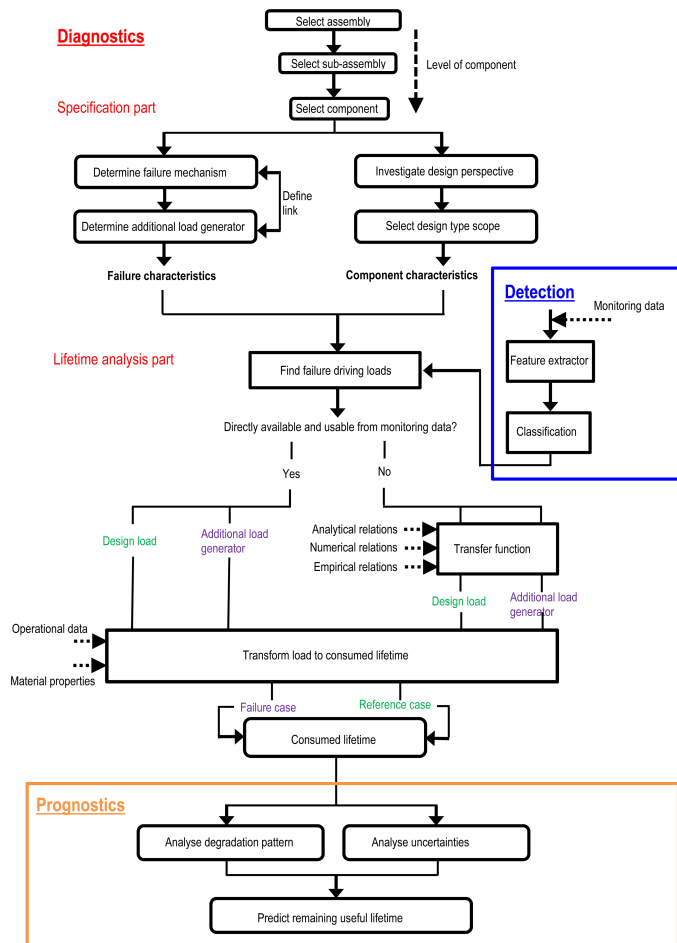 Select assembly
Diagnostics
Select sub-assembly
Level of component
Specification part
Select component
Determine failure mechanism
Investigate design perspective
Define
link
Determine additional load generator
Select design type scope
Failure characteristics
Component characteristics
Detection
Monitoring data
Feature extractor
Lifetime analysis part
Find failure driving loads
Classification
Directly available and usable from monitoring data?
Yes
No
Design load
Additional load
generator
Analytical relations
Numerical relations
Empirical relations
Transfer function
Design load
Additional load
generator
Operational data
Transform load to consumed lifetime
Material properties
Failure case
Reference case
Consumed lifetime
Prognostics
Analyse degradation pattern
Analyse uncertainties
Predict remaining useful lifetime